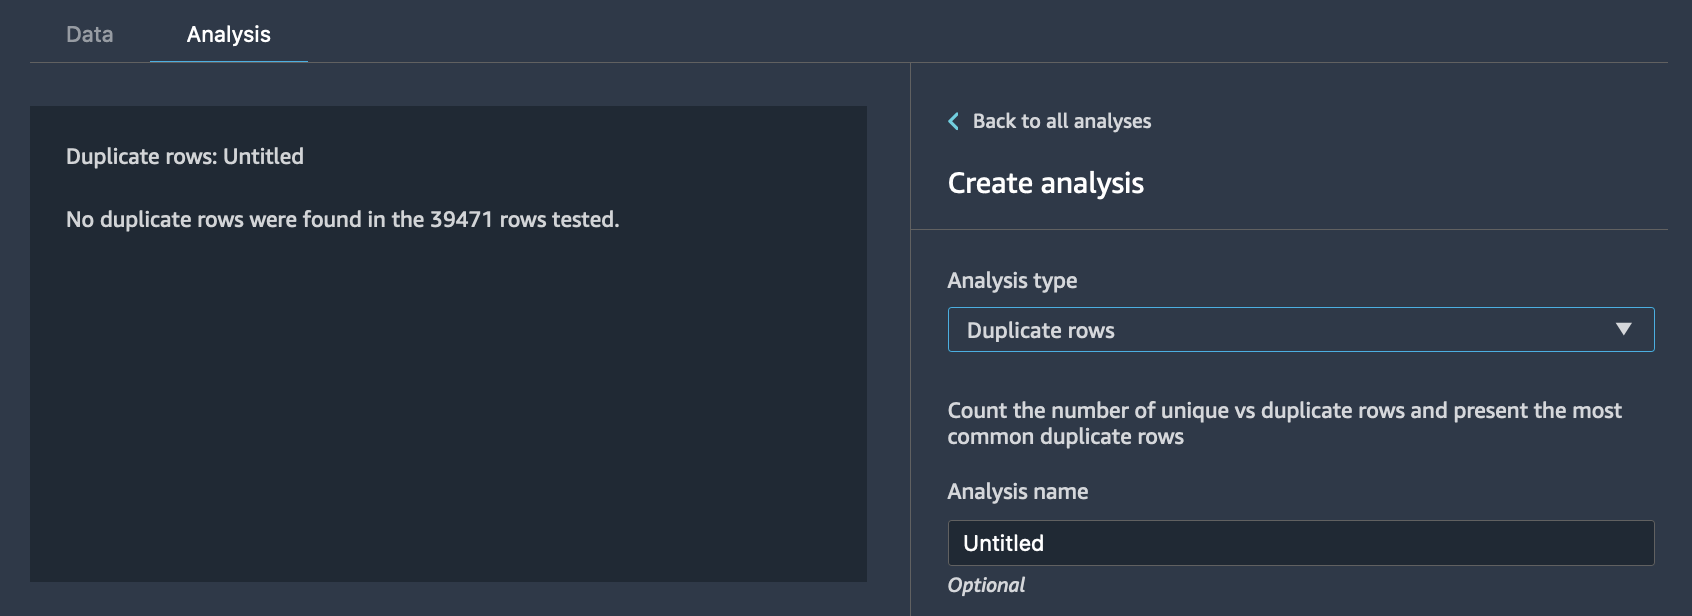 Data
Analysis
Duplicate rows: Untitled
No duplicate rows were found in the 39471 rows tested.
Back to all analyses
Create analysis
Analysis type
Duplicate rows
Count the number of unique vs duplicate rows and present the most
common duplicate rows
Analysis name
Untitled
Optional